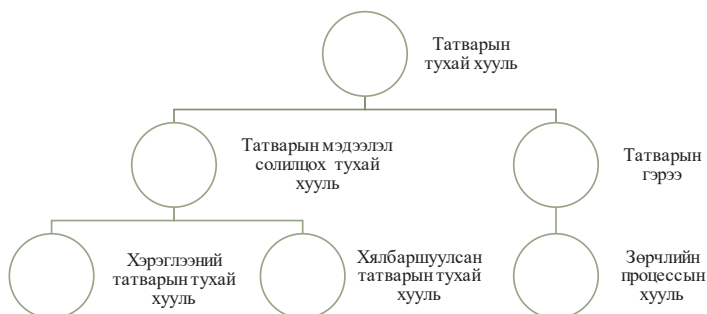 Татварын
тухай хууль
Татварын мэдээлэл
солилцох тухай
хууль
Татварын
гэрээ
Хэрэглээний
татварын тухай
хууль
Хялбаршуулсан
татварын тухай
хууль
Зөрчлийн
процессын
хууль